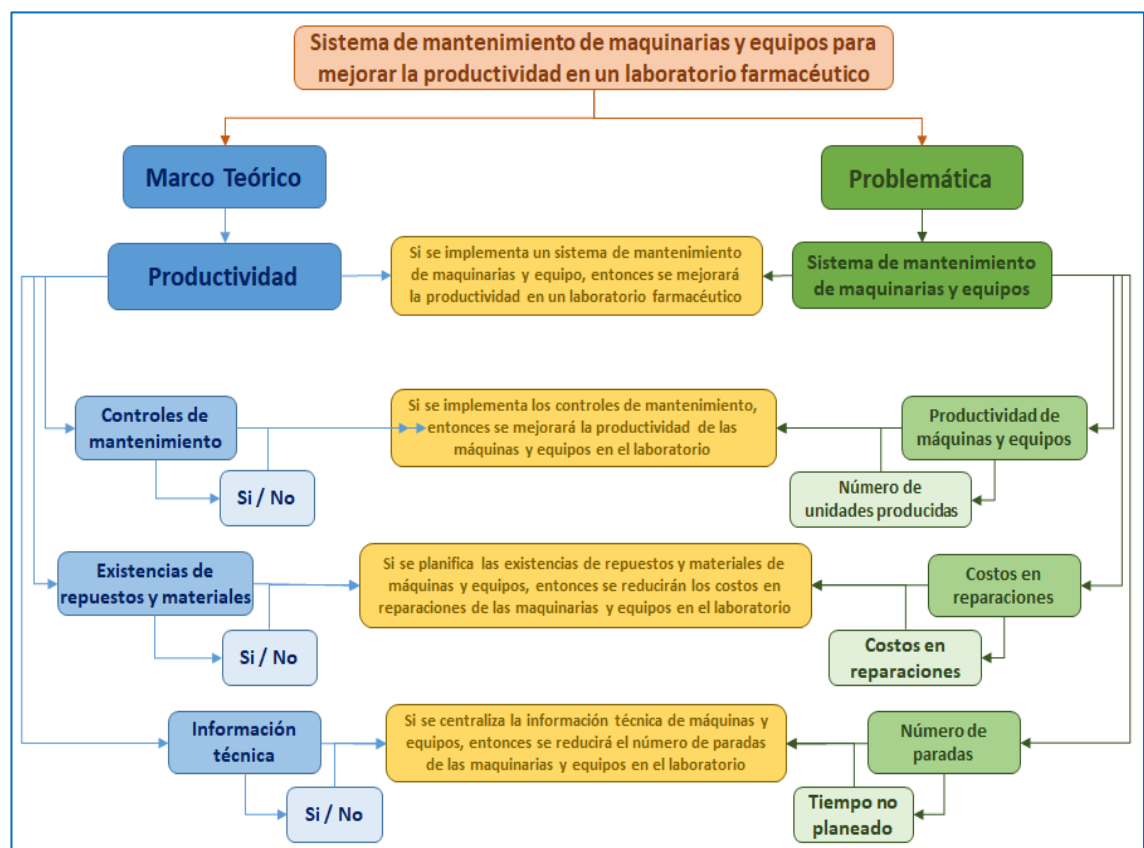 Sistema de mantenimiento de maquinarias y equipos para
mejorar la productividad en un laboratorio farmacéutico
Marco Teórico
Problemática
Productividad
Si se implementa un sistema de mantenimiento
de maquinarias y equipo, entonces se mejorará
la productividad en un laboratorio farmacéutico
Sistema de mantenimiento
de maquinarias y equipos
Controles de
mantenimiento
Si / No
Si se implementa los controles de mantenimiento,
entonces se mejorará la productividad de las
máquinas y equipos en el laboratorio
Productividad de
máquinas y equipos
Número de
unidades producidas
Existencias de
repuestos y materiales
Si / No
Si se planifica las existencias de repuestos y materiales de
máquinas y equipos, entonces se reducirán los costos en
reparaciones de las maquinarias y equipos en el laboratorio
Costos en
reparaciones
Costos en
reparaciones
Información
técnica
Si / No
Si se centraliza la información técnica de máquinas y
equipos, entonces se reducirá el número de paradas
de las maquinarias y equipos en el laboratorio
Número de
paradas
Tiempo no
planeado